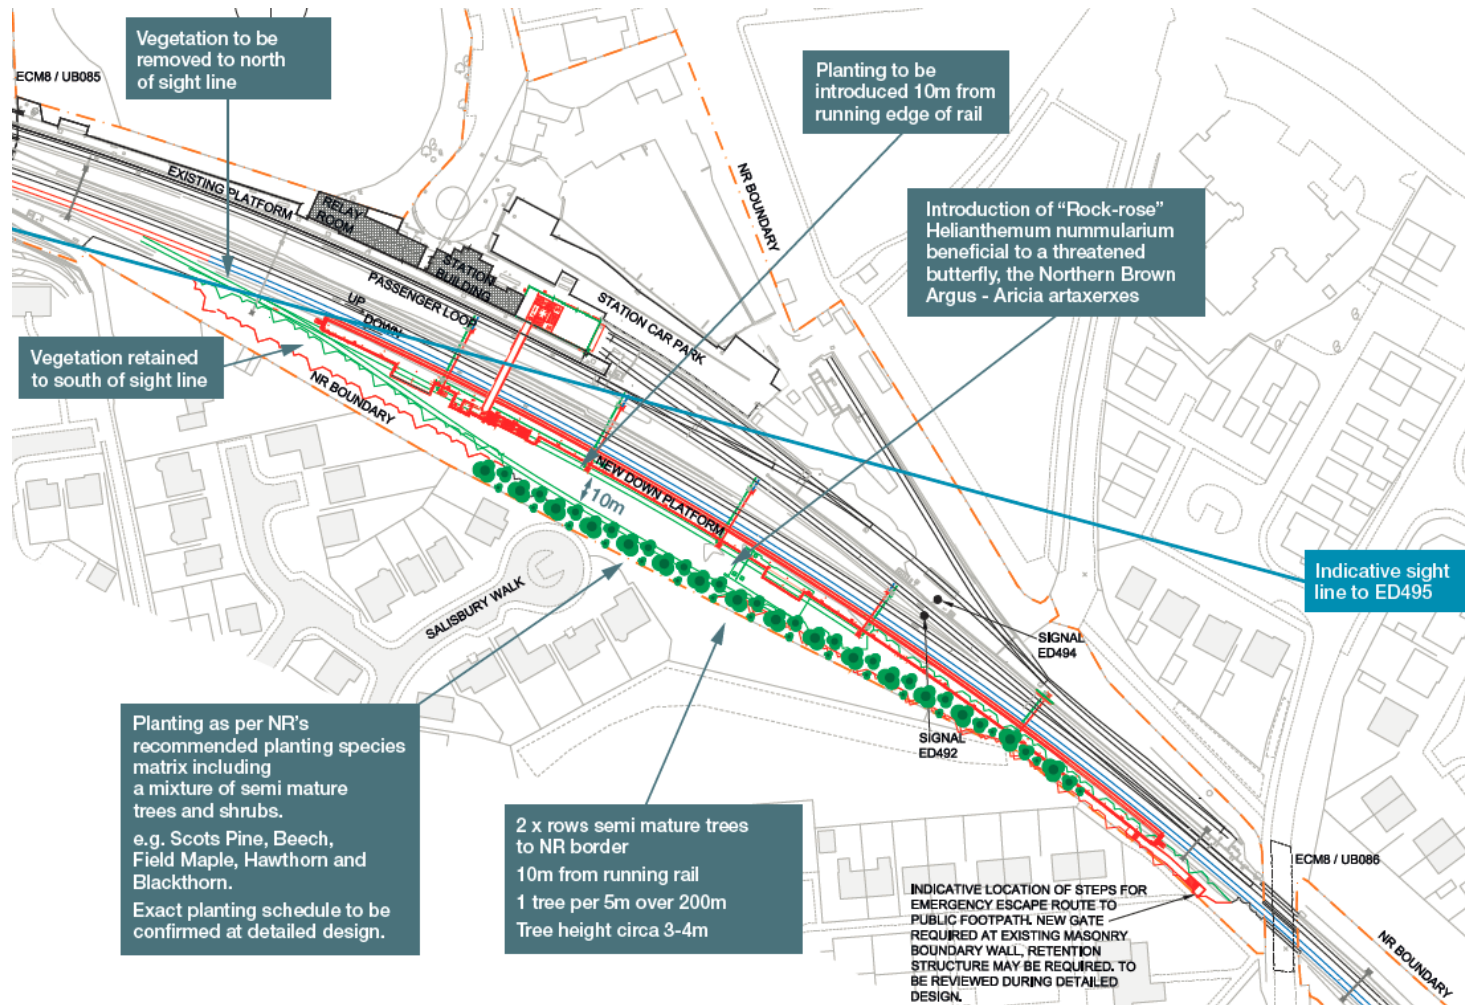 Vegetation to be
removed to north
of sight line
ECM8 / UB085
Planting to be
introduced 10m from
running edge of rail
NR BOUNDARY
Introduction of “Rock-rose”
Helianthemum nummularium
beneficial to a threatened
butterfly, the Northern Brown
Argus - Aricia artaxerxes
EXISTING PLATFORM
RELAY
ROOM
STATION
BUILDING
PASSENGER LOOP
UP
DOWN
STATION CAR PARK
Vegetation retained
to south of sight line
NR BOUNDARY
NEW DOWN PLATFORM
10m
Indicative sight
line to ED495
SALISBURY WALK
SIGNAL
ED494
SIGNAL
ED492
Planting as per NR’s
recommended planting species
matrix including
a mixture of semi mature
trees and shrubs.
e.g. Scots Pine, Beech,
Field Maple, Hawthorn and
Blackthorn.
Exact planting schedule to be
confirmed at detailed design.
2 x rows semi mature trees
to NR border
10m from running rail
1 tree per 5m over 200m
Tree height circa 3-4m
ECM8 / UB086
INDICATIVE LOCATION OF STEPS FOR
EMERGENCY ESCAPE ROUTE TO
PUBLIC FOOTPATH. NEW GATE
REQUIRED AT EXISTING MASONRY
BOUNDARY WALL, RETENTION
STRUCTURE MAY BE REQUIRED. TO
BE REVIEWED DURING DETAILED
DESIGN.
NR BOUNDARY